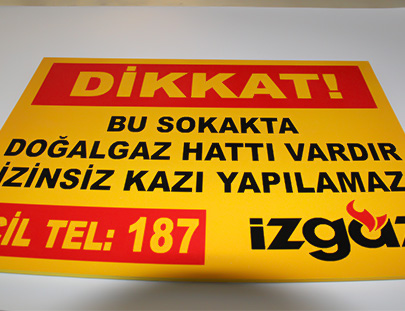 DİKKAT!
BU SOKAKTA
DOĞALGAZ HATTI VARDIR
İZİNSİZ KAZI YAPILAMAZ
CİL TEL: 187
izgaz